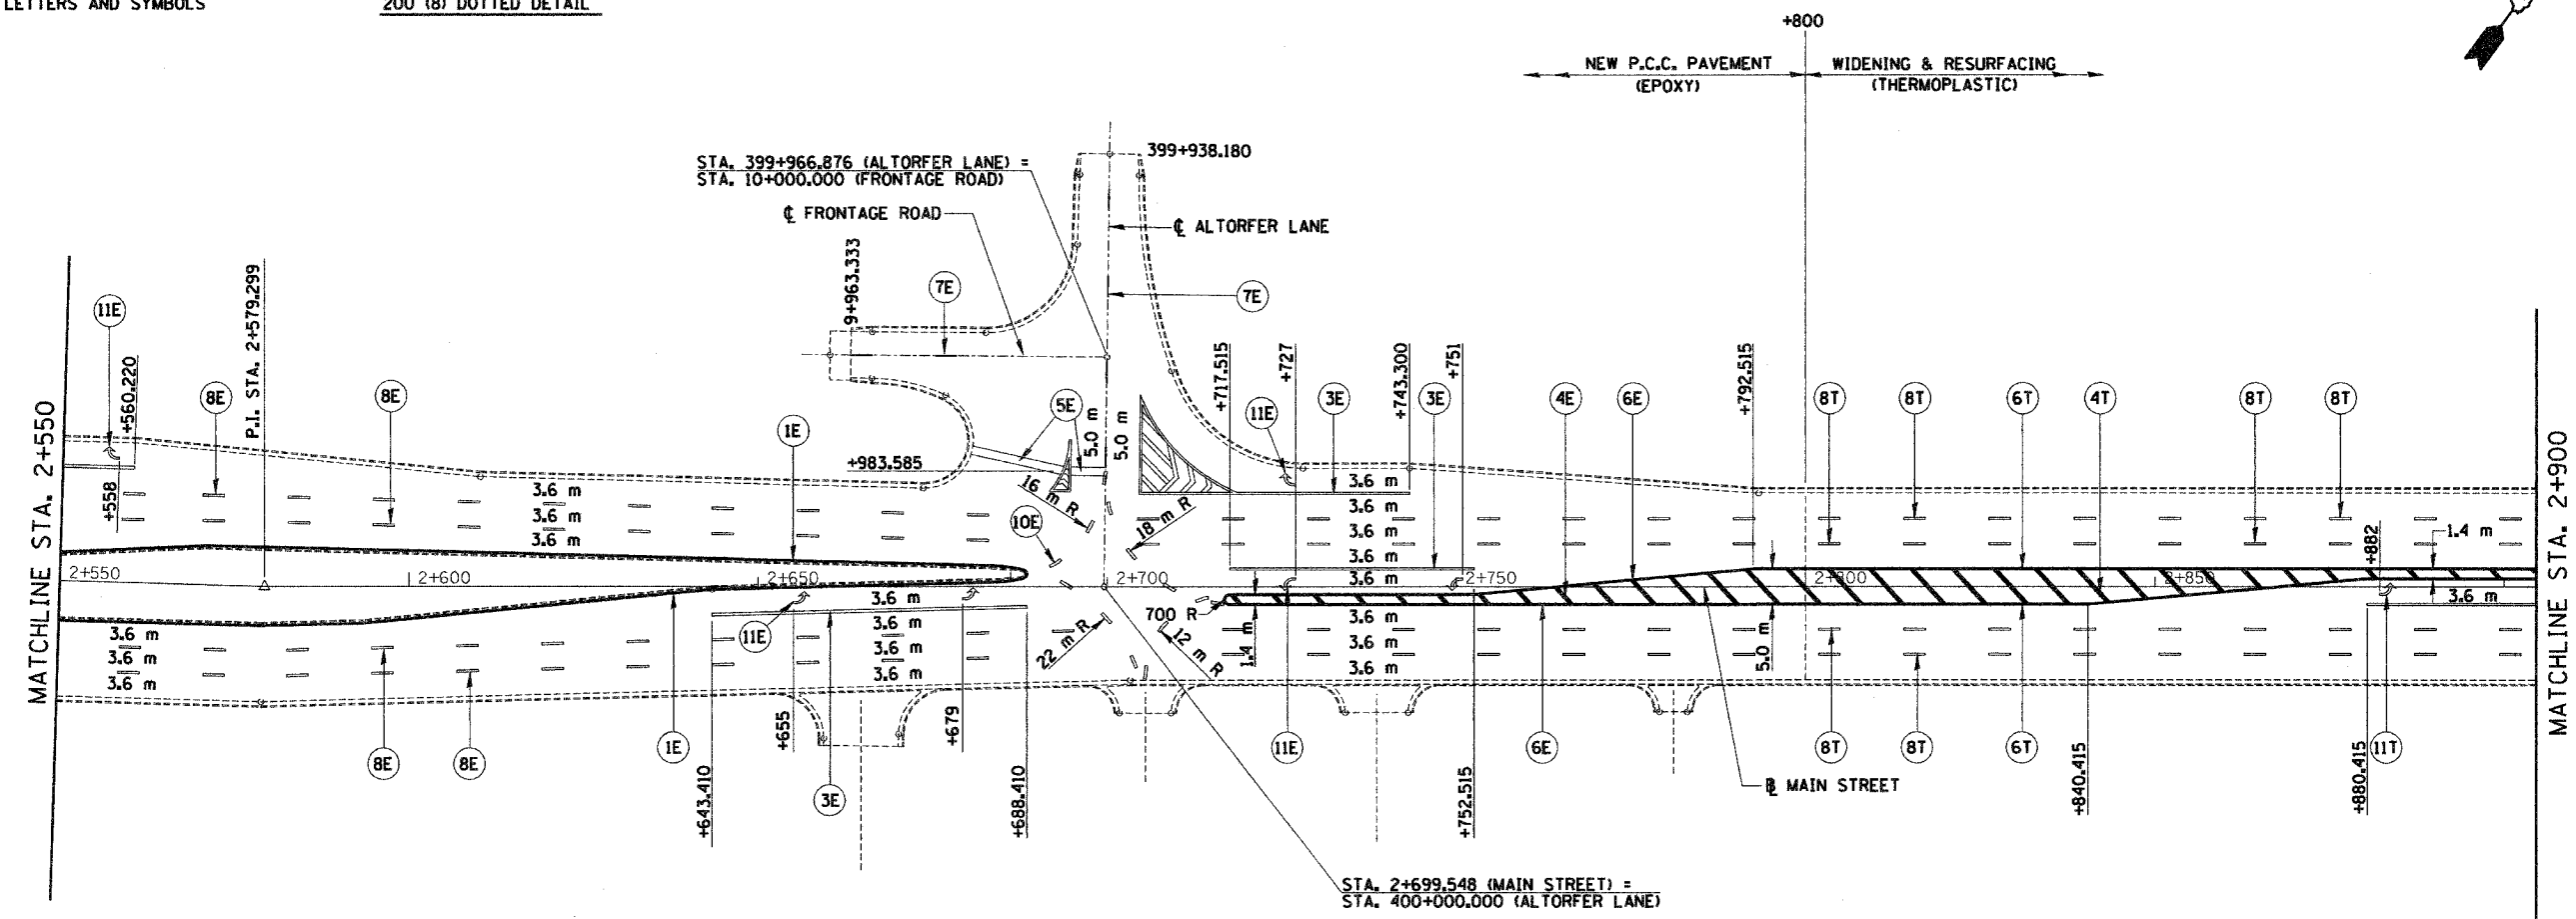 LETTERS AND SYMBOLS
200 (8) DOTTED DETAIL
+800
NEW P.C.C. PAVEMENT
(EPOXY)
WIDENING & RESURFACING
(THERMOPLASTIC)
STA. 399+966.876 (ALTORFER LANE) =
STA. 10+000.000 (FRONTAGE ROAD)
399+938.180
℄ FRONTAGE ROAD
℄ ALTORFER LANE
MATCHLINE STA. 2+550
11E
+560.220
+558
8E
P.I. STA. 2+579.299
8E
1E
9+963.333
7E
7E
5E
5.0 m
5.0 m
+983.585
16 m R
18 m R
10E
+717.515
+727
11E
3E
+743.300
3E
+751
4E
6E
+792.515
8T
8T
6T
4T
8T
8T
+882
1.4 m
MATCHLINE STA. 2+900
3.6 m
3.6 m
3.6 m
3.6 m
3.6 m
3.6 m
3.6 m
3.6 m
2+550
2+600
2+650
2+700
2+750
2+800
2+850
3.6 m
3.6 m
3.6 m
3.6 m
3.6 m
3.6 m
3.6 m
3.6 m
3.6 m
3.6 m
3.6 m
11E
700 R
22 m R
12 m R
1.4 m
5.0 m
8E
8E
1E
+643.410
+655
3E
+679
+688.410
11E
+752.515
6E
8T
8T
6T
+840.415
+880.415
11T
℄ MAIN STREET
STA. 2+699.548 (MAIN STREET) =
STA. 400+000.000 (ALTORFER LANE)